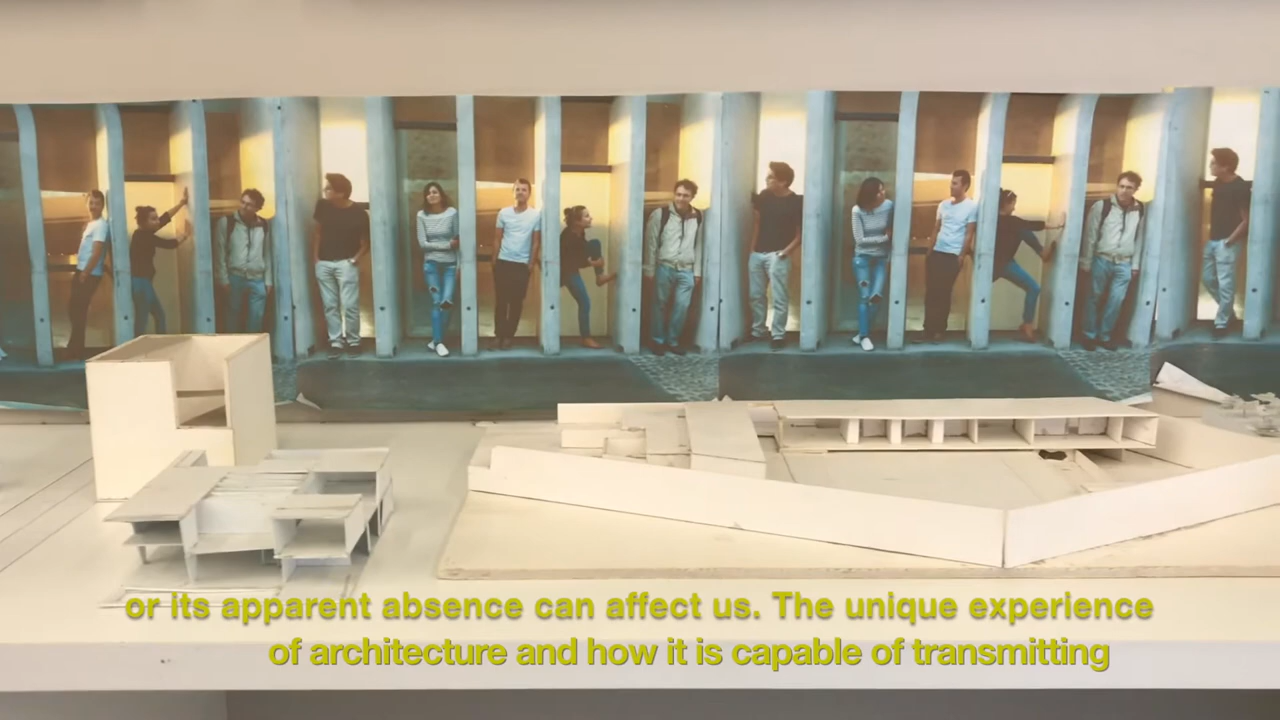 or its apparent absence can affect us. The unique experience
of architecture and how it is capable of transmitting